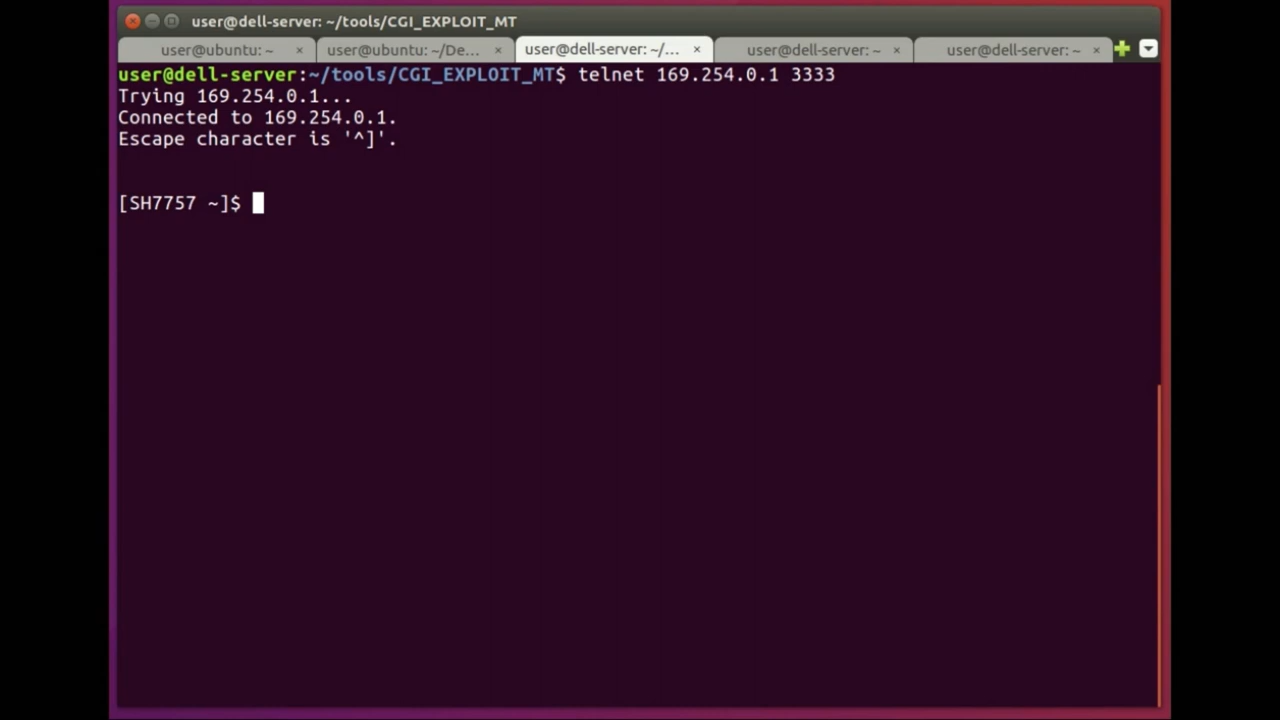 user@dell-server: ~/tools/CGI_EXPLOIT_MT
user@ubuntu: ~ × user@ubuntu: ~/De... × user@dell-server: ~/... × user@dell-server: ~ × user@dell-server: ~ ×
user@dell-server:~/tools/CGI_EXPLOIT_MT$ telnet 169.254.0.1 3333
Trying 169.254.0.1...
Connected to 169.254.0.1.
Escape character is '^]'.
[SH7757 ~]$